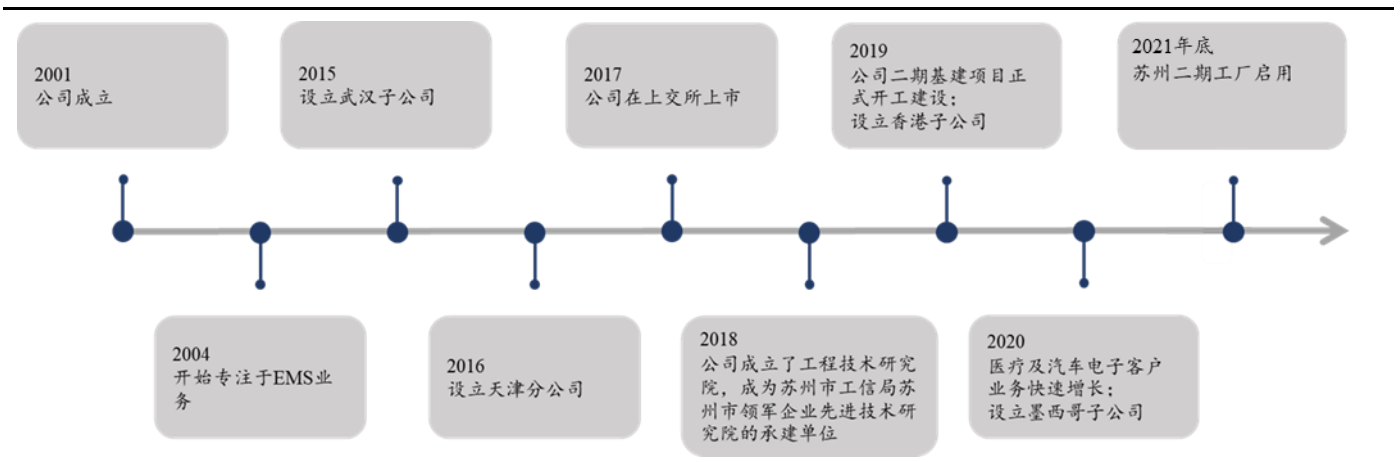 2001
公司成立
2004
开始专注于EMS业
务
2015
设立武汉子公司
2016
设立天津分公司
2017
公司在上交所上市
2018
公司成立了工程技术研究
院，成为苏州市工信局苏
州市领军企业先进技术研
究院的承建单位
2019
公司二期基建项目正
式开工建设；
设立香港子公司
2020
医疗及汽车电子客户
业务快速增长；
设立墨西哥子公司
2021年底
苏州二期工厂启用